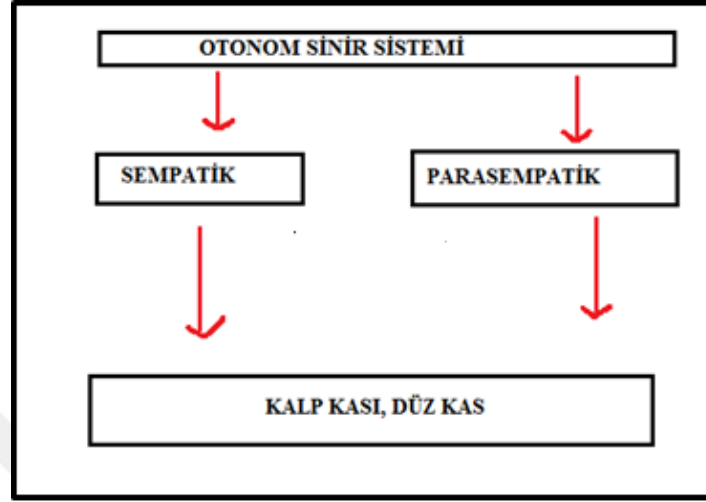 OTONOM SİNİR SİSTEMİ
SEMPATİK
PARASEMPATİK
KALP KASI, DÜZ KAS